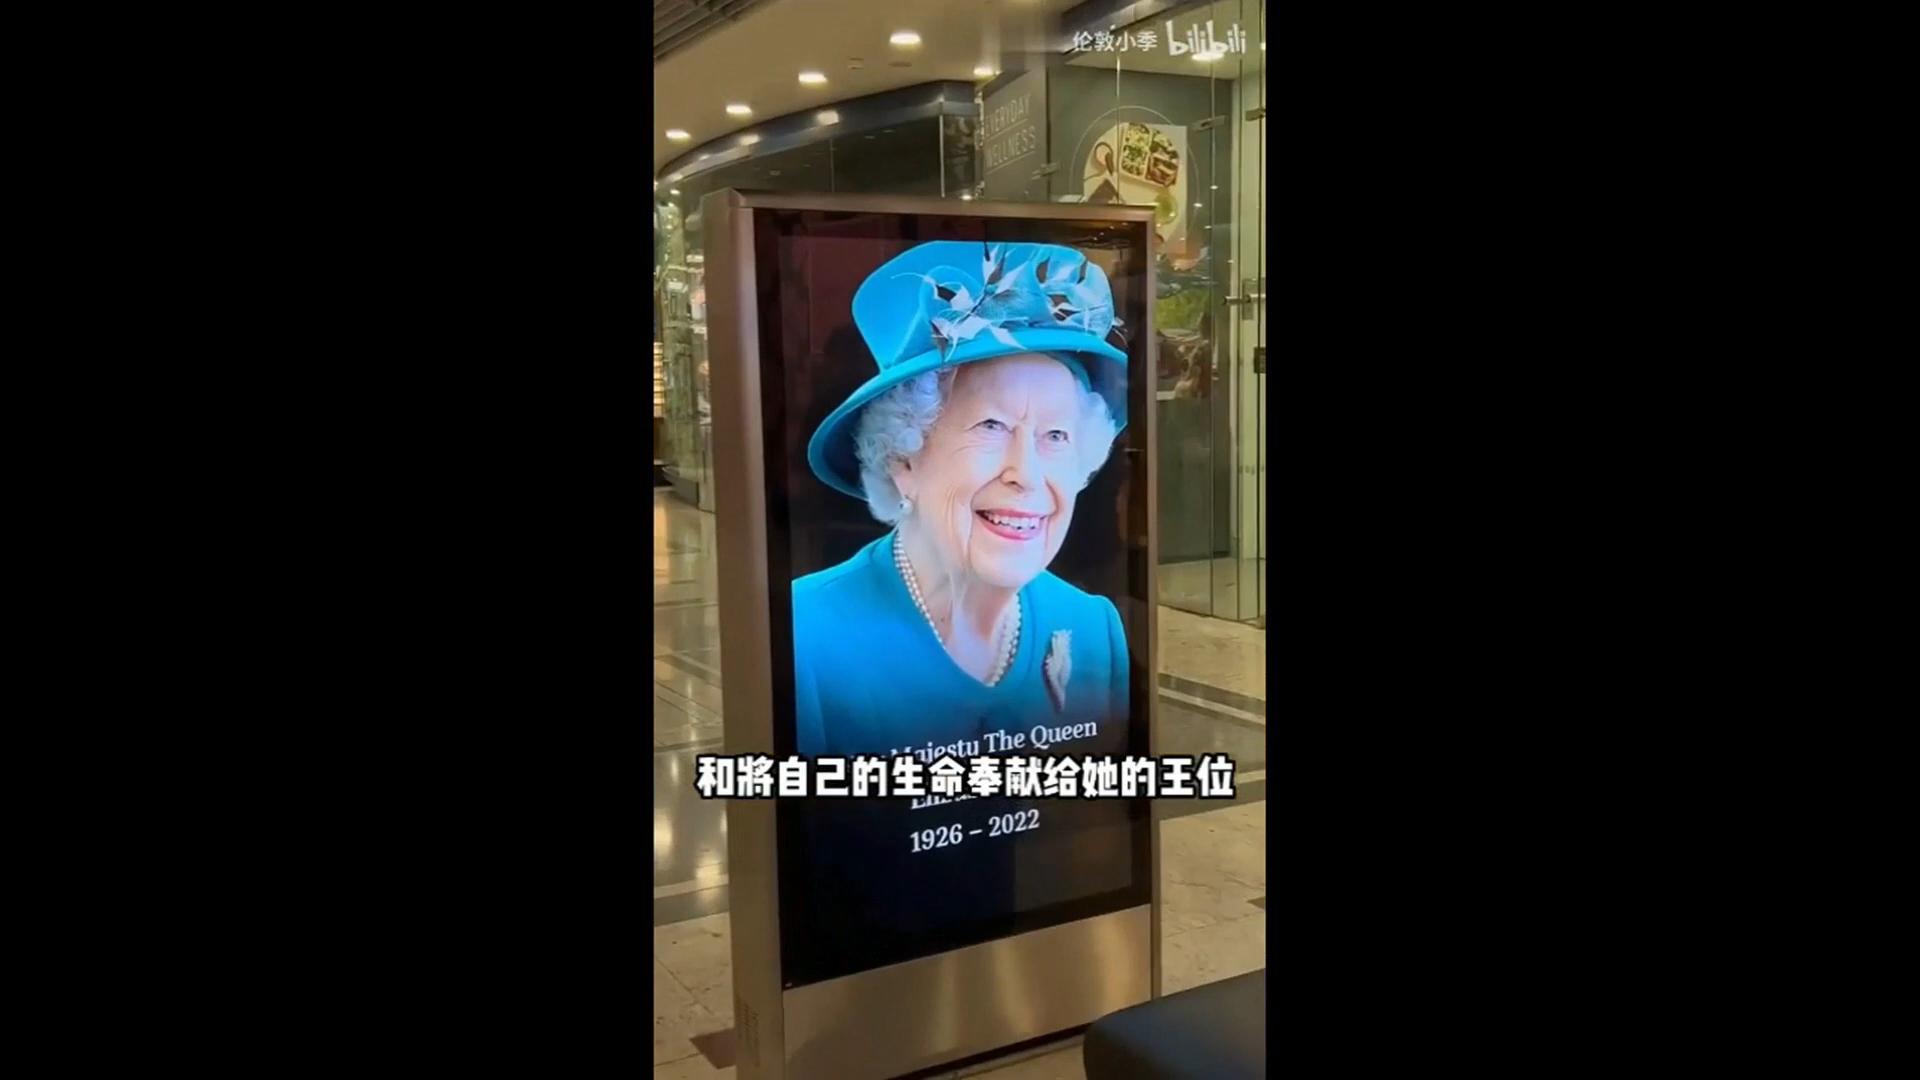 伦敦小季 bilibili
EVERYDAY
WELLNESS
Majesty The Queen
和將自己的生命奉献给她的王位
1926 – 2022